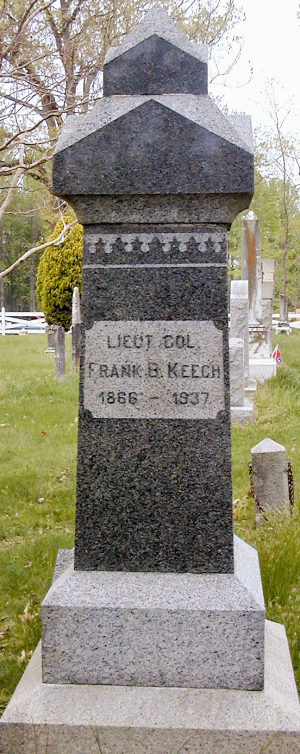 LIEUT COL.
FRANK B. KEECH
1866 - 1937